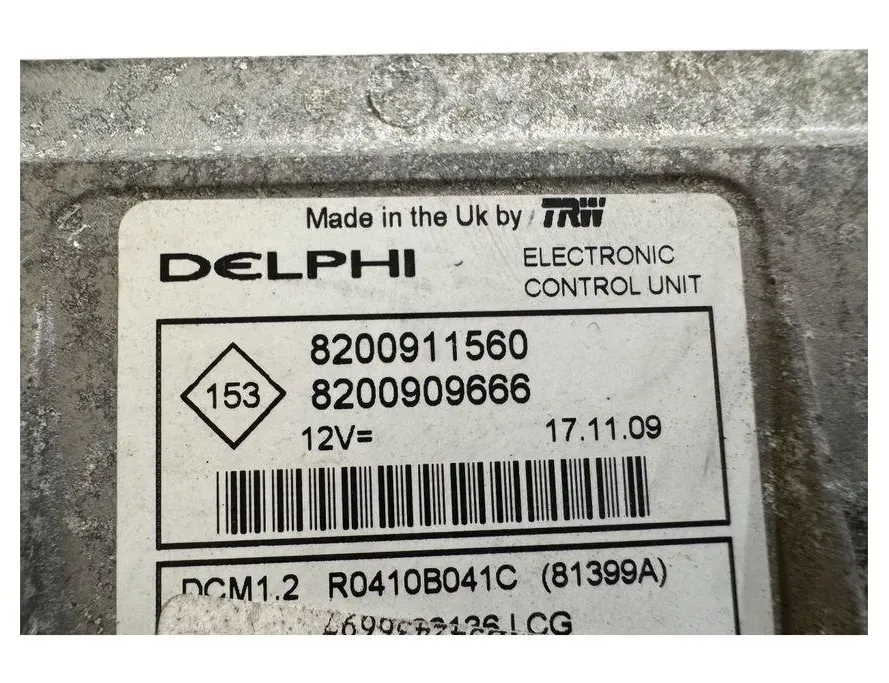 Made in the Uk by TRW
DELPHI
ELECTRONIC
CONTROL UNIT
8200911560
153
8200909666
12V=
17.11.09
DCM1.2 R0410B041C (81399A)
LCG